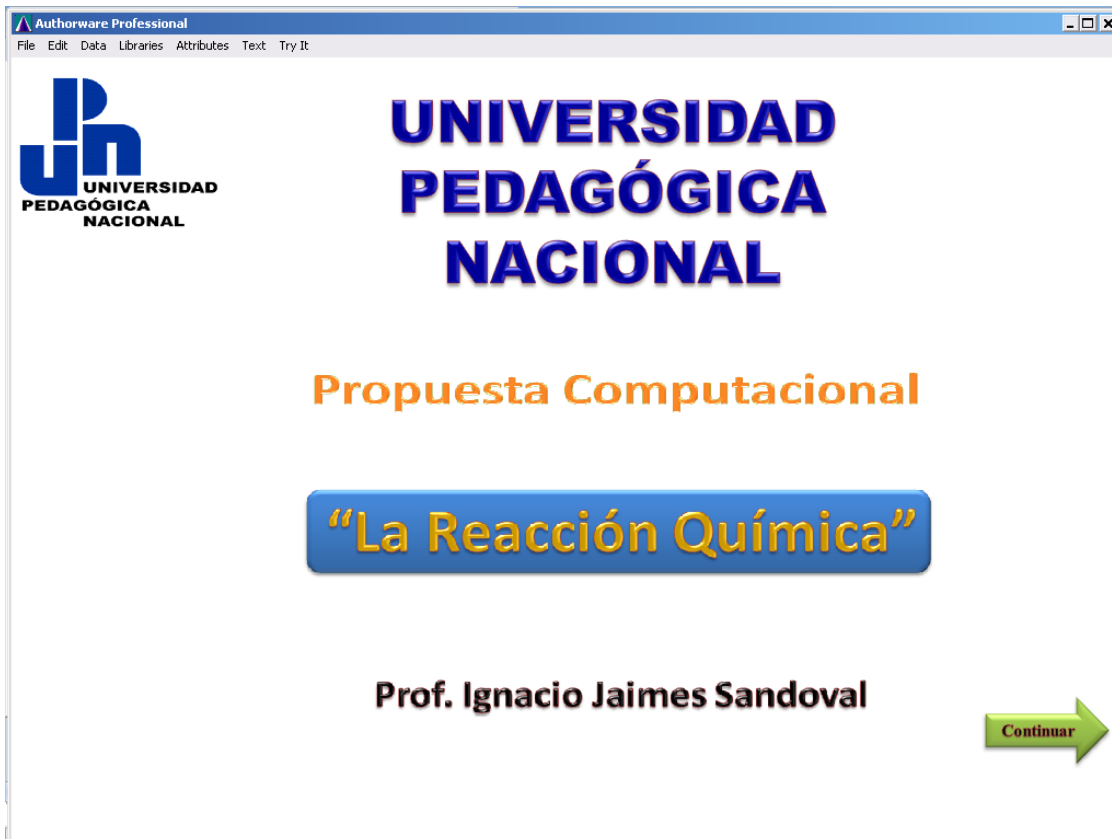 Authorware Professional
File Edit Data Libraries Attributes Text Try It
upn
UNIVERSIDAD
PEDAGÓGICA
NACIONAL
UNIVERSIDAD
PEDAGÓGICA
NACIONAL
Propuesta Computacional
“La Reacción Química”
Prof. Ignacio Jaimes Sandoval
Continuar